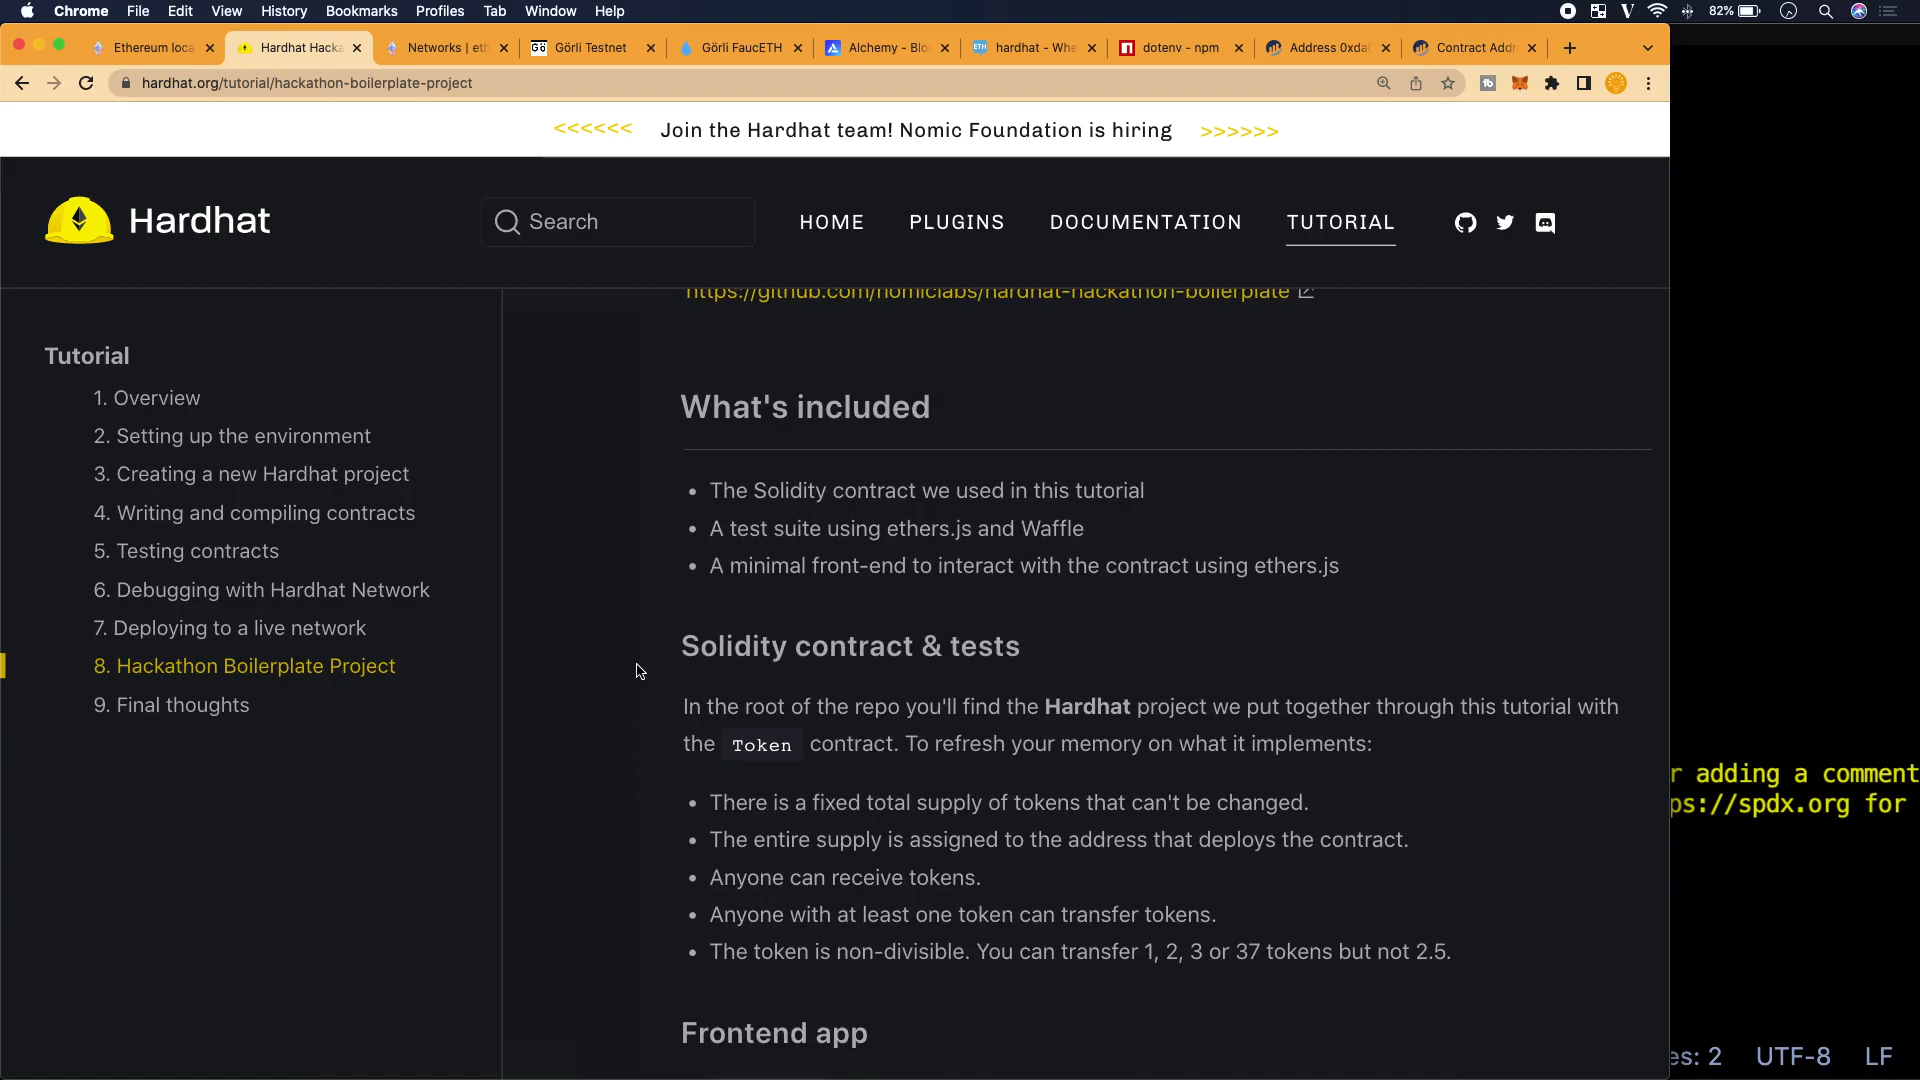 Chrome File Edit View History Bookmarks Profiles Tab Window Help
82%
Ethereum loca
Hardhat Hacka
Networks | eth
Görli Testnet
Görli FaucETH
Alchemy - Blo
hardhat - Whe
dotenv - npm
Address 0xda
Contract Addr
hardhat.org/tutorial/hackathon-boilerplate-project
<<<<<< Join the Hardhat team! Nomic Foundation is hiring >>>>>>
Hardhat
Search
HOME PLUGINS DOCUMENTATION TUTORIAL
https://github.com/nomiclabs/hardhat-hackathon-boilerplate
Tutorial
1. Overview
2. Setting up the environment
3. Creating a new Hardhat project
4. Writing and compiling contracts
5. Testing contracts
6. Debugging with Hardhat Network
7. Deploying to a live network
8. Hackathon Boilerplate Project
9. Final thoughts
What's included
• The Solidity contract we used in this tutorial
• A test suite using ethers.js and Waffle
• A minimal front-end to interact with the contract using ethers.js
Solidity contract & tests
In the root of the repo you'll find the Hardhat project we put together through this tutorial with
the Token contract. To refresh your memory on what it implements:
• There is a fixed total supply of tokens that can't be changed.
• The entire supply is assigned to the address that deploys the contract.
• Anyone can receive tokens.
• Anyone with at least one token can transfer tokens.
• The token is non-divisible. You can transfer 1, 2, 3 or 37 tokens but not 2.5.
Frontend app
r adding a comment
ps://spdx.org for
es: 2 UTF-8 LF